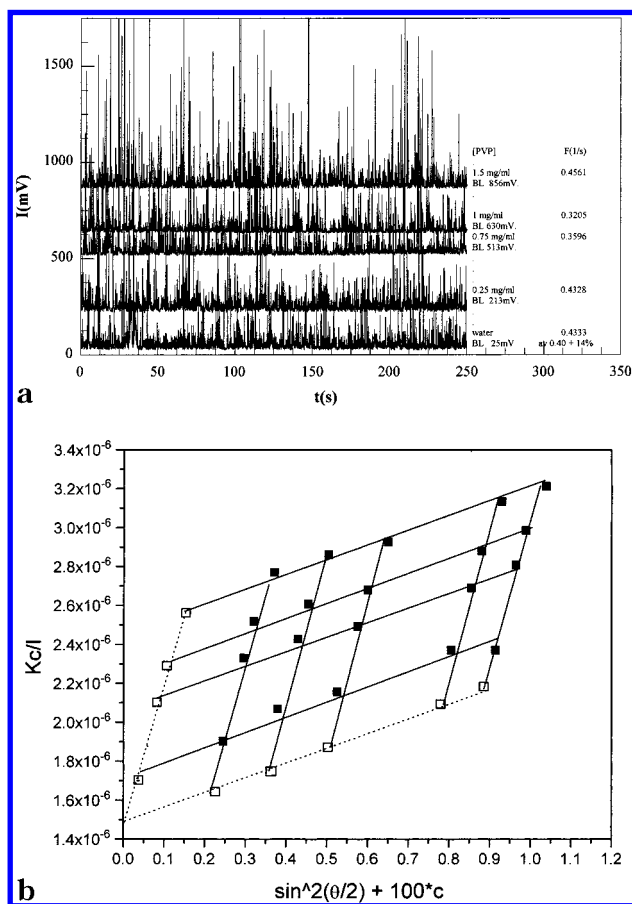 1500
1000
500
0
I(mV)
[PVP] F(1/s)
1.5 mg/ml 0.4561
BL 856mV.
1 mg/ml 0.3205
BL 630mV.
0.75 mg/ml 0.3596
BL 513mV.
0.25 mg/ml 0.4328
BL 213mV.
water 0.4333
BL 25mV av 0.40 + 14%
0 50 100 150 200 250 300 350
t(s)
a
3.4x10-6
3.2x10-6
3.0x10-6
2.8x10-6
2.6x10-6
2.4x10-6
2.2x10-6
2.0x10-6
1.8x10-6
1.6x10-6
1.4x10-6
Kc/I
0.0 0.1 0.2 0.3 0.4 0.5 0.6 0.7 0.8 0.9 1.0 1.1 1.2
sin^2(θ/2) + 100*c
b